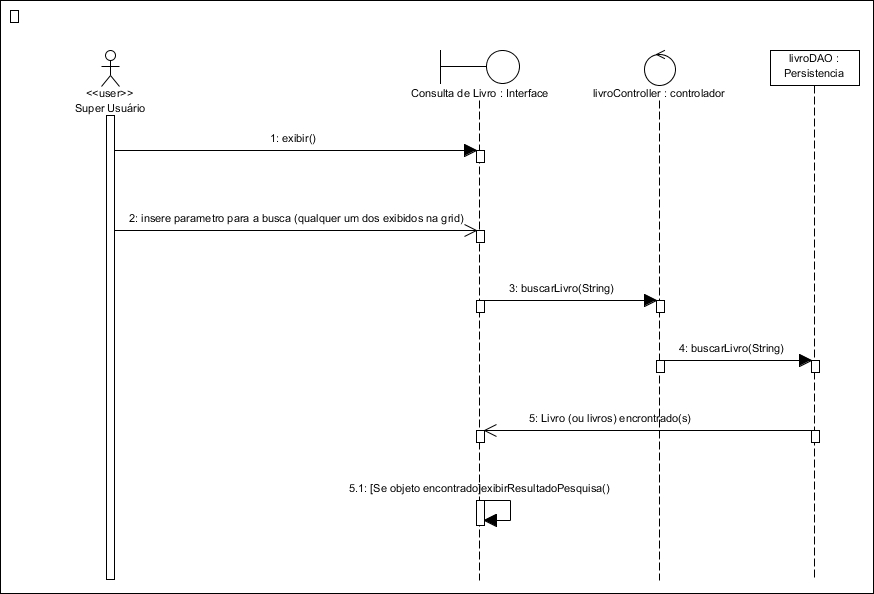 <<user>>
Super Usuário
Consulta de Livro : Interface
livroController : controlador
livroDAO :
Persistencia
1: exibir()
2: insere parametro para a busca (qualquer um dos exibidos na grid)
3: buscarLivro(String)
4: buscarLivro(String)
5: Livro (ou livros) encrontrado(s)
5.1: [Se objeto encontrado]exibirResultadoPesquisa()